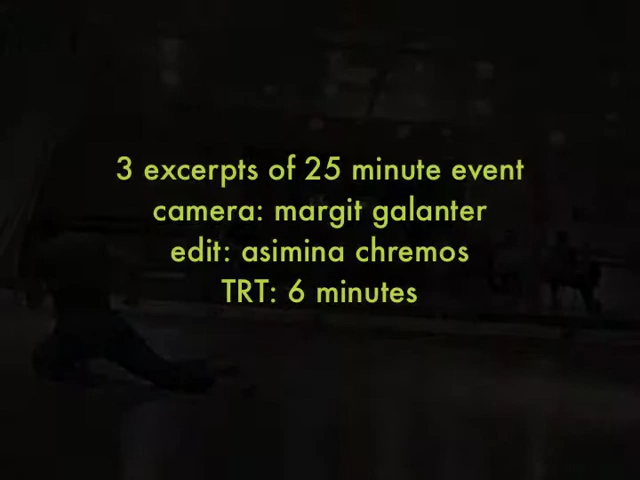 3 excerpts of 25 minute event
camera: margit galanter
edit: asimina chremos
TRT: 6 minutes